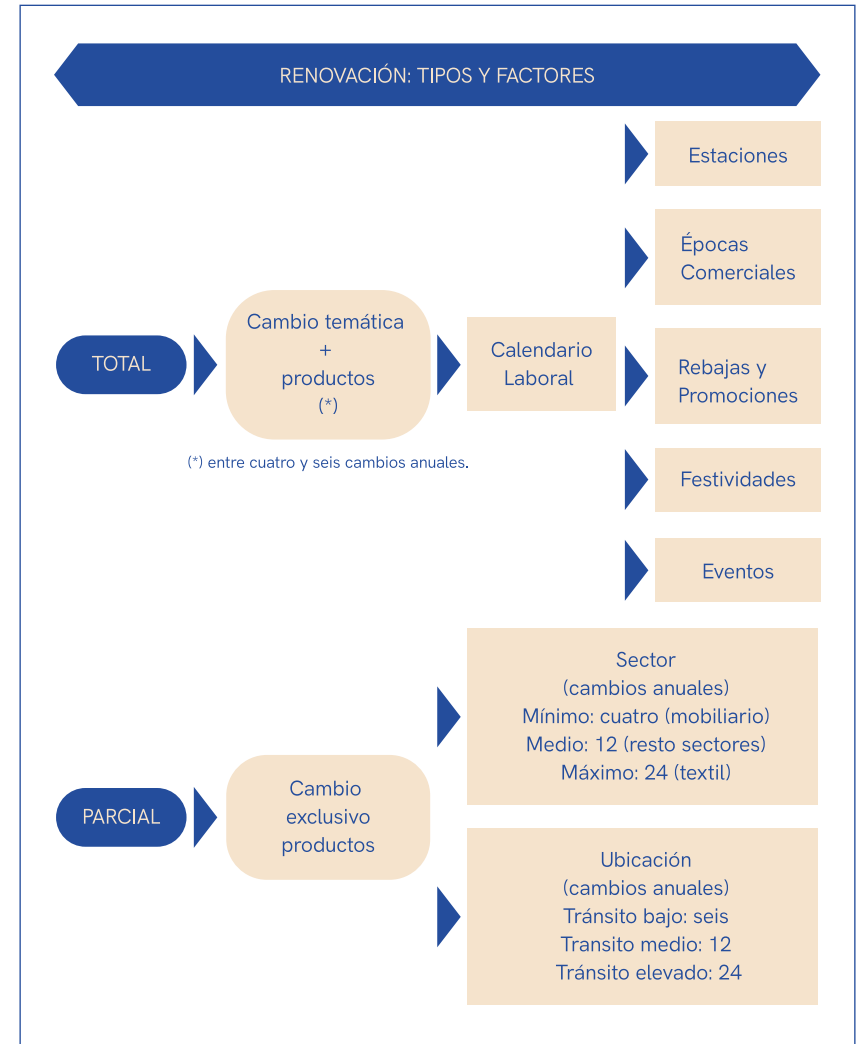 RENOVACIÓN: TIPOS Y FACTORES
TOTAL
Cambio temática
+
productos
(*)
(*) entre cuatro y seis cambios anuales.
Calendario
Laboral
Estaciones
Épocas
Comerciales
Rebajas y
Promociones
Festividades
Eventos
PARCIAL
Cambio
exclusivo
productos
Sector
(cambios anuales)
Mínimo: cuatro (mobiliario)
Medio: 12 (resto sectores)
Máximo: 24 (textil)
Ubicación
(cambios anuales)
Tránsito bajo: seis
Transito medio: 12
Tránsito elevado: 24